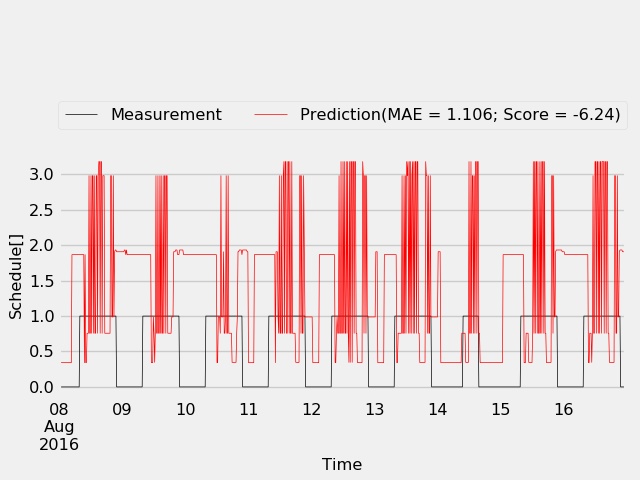 Measurement
Prediction(MAE = 1.106; Score = -6.24)
3.0
2.5
2.0
1.5
1.0
0.5
0.0
Schedule[]
08 09 10 11 12 13 14 15 16
Aug
2016
Time